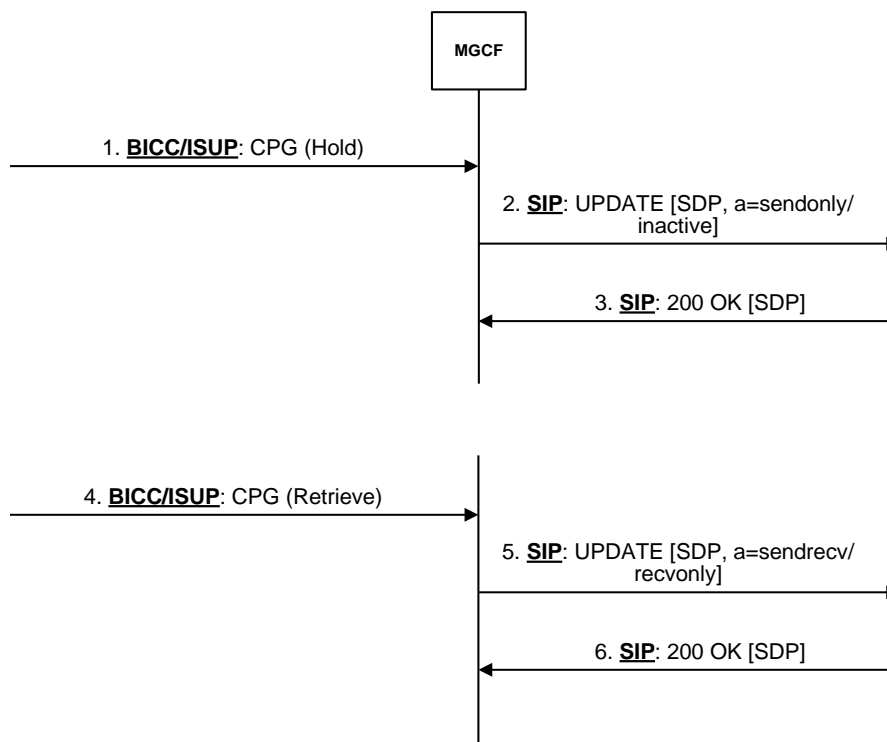 MGCF
1. BICC/ISUP: CPG (Hold)
2. SIP: UPDATE [SDP, a=sendonly/
inactive]
3. SIP: 200 OK [SDP]
4. BICC/ISUP: CPG (Retrieve)
5. SIP: UPDATE [SDP, a=sendrecv/
recvonly]
6. SIP: 200 OK [SDP]